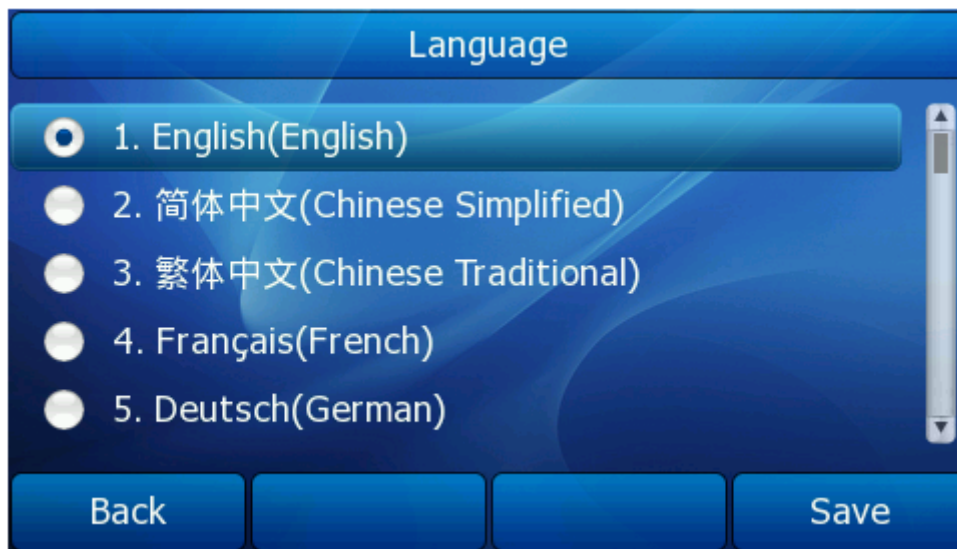 Language
1. English(English)
2. 简体中文(Chinese Simplified)
3. 繁体中文(Chinese Traditional)
4. Français(French)
5. Deutsch(German)
Back
Save